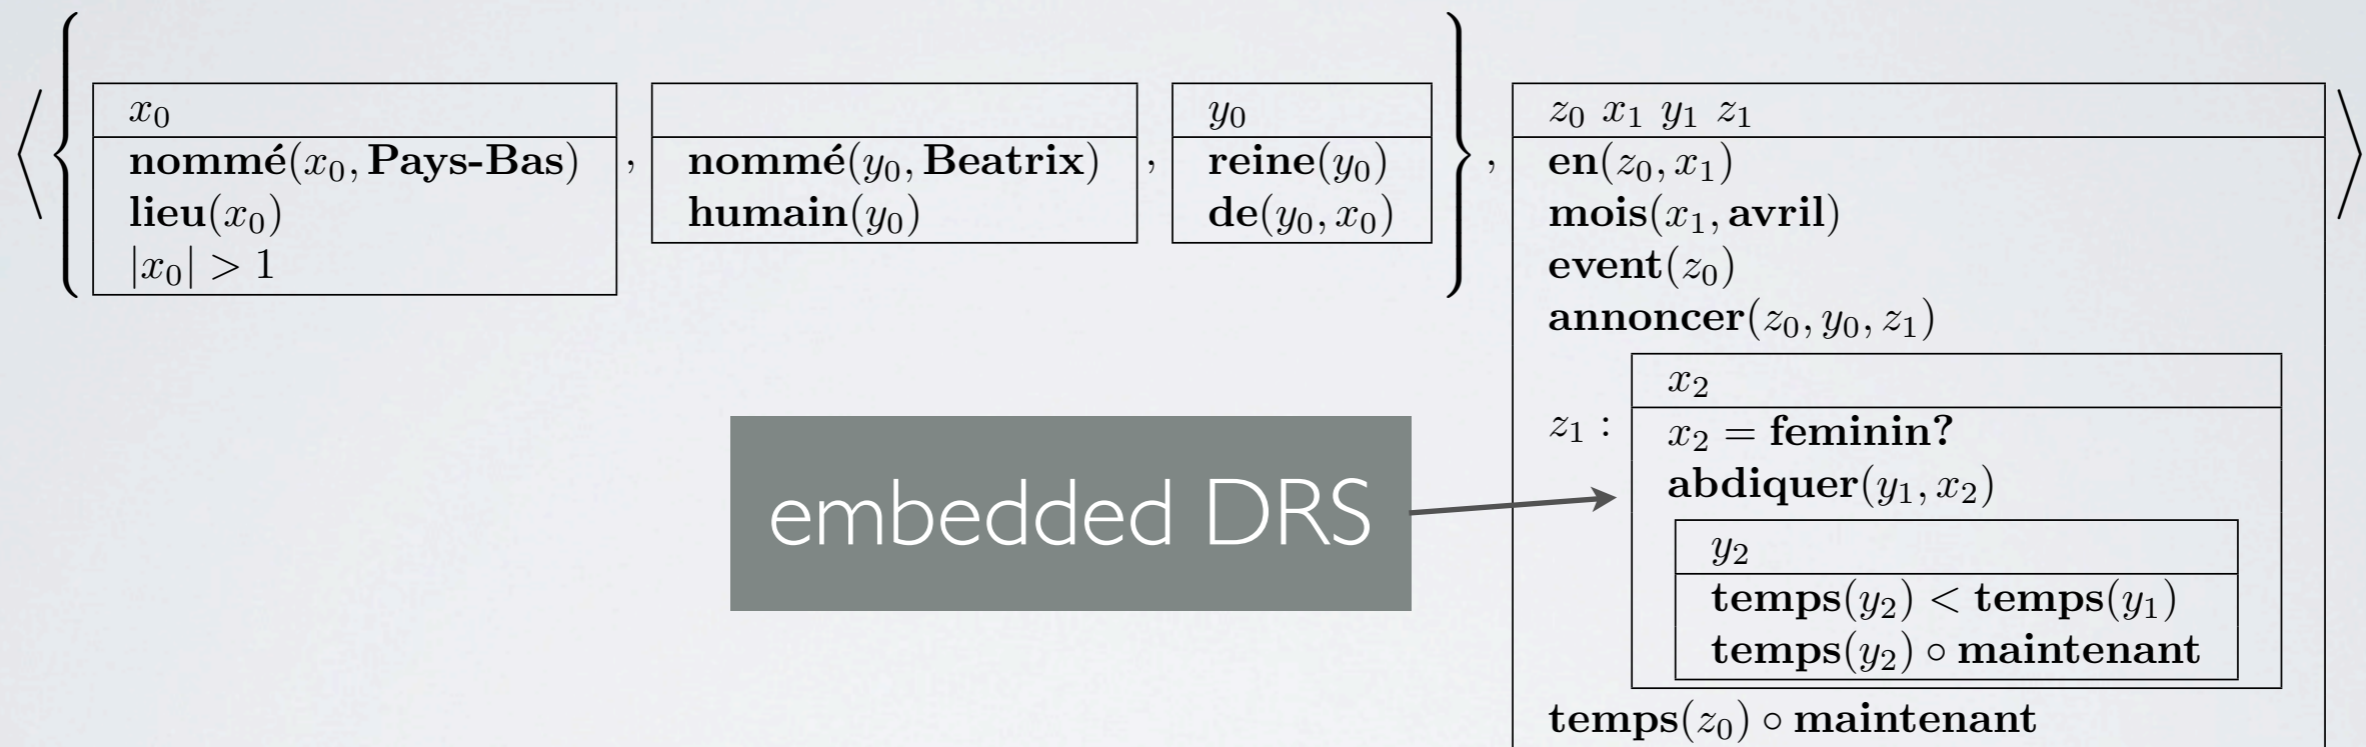 ⟨ { x₀
nommé(x₀, Pays-Bas)
lieu(x₀)
|x₀| > 1
,
nommé(y₀, Beatrix)
humain(y₀)
,
y₀
reine(y₀)
de(y₀, x₀)
} ,
z₀ x₁ y₁ z₁
en(z₀, x₁)
mois(x₁, avril)
event(z₀)
annoncer(z₀, y₀, z₁)
z₁ :
x₂
x₂ = feminin?
abdiquer(y₁, x₂)
y₂
temps(y₂) < temps(y₁)
temps(y₂) ∘ maintenant
temps(z₀) ∘ maintenant
⟩
embedded DRS